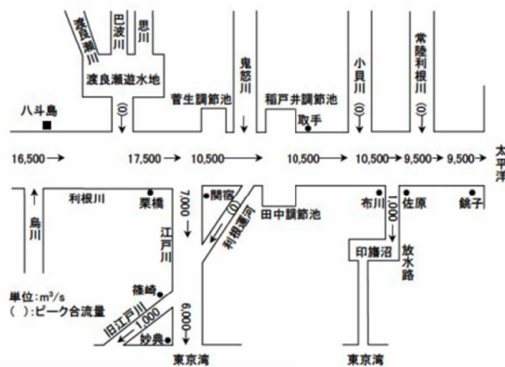 渡良瀬川
巴波川
思川
渡良瀬遊水地
(0)
八斗島
菅生調節池
鬼怒川
稲戸井調節池
取手
小貝川
(0)
常陸利根川
(0)
16,500
17,500
10,500
10,500
10,500
9,500
9,500
太平洋
利根川
栗橋
関宿
7,000
(0)
利根運河
田中調節池
布川
1,000
佐原
銚子
烏川
江戸川
印旛沼
放水路
単位:m³/s
( ):ピーク合流量
篠崎
旧江戸川
1,000
6,000
妙典
東京湾
東京湾